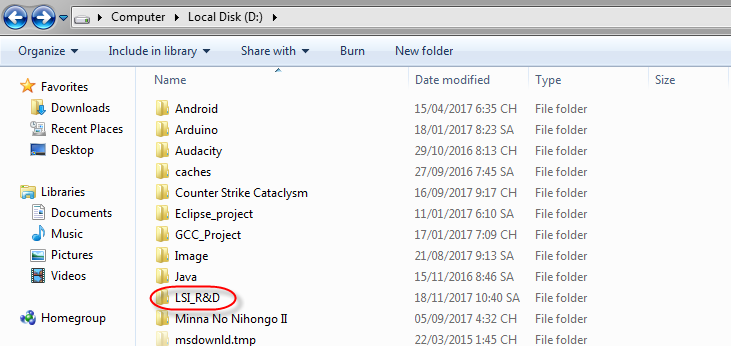 Computer ▸ Local Disk (D:) ▸
Organize ▾ Include in library ▾ Share with ▾ Burn New folder
Name Date modified Type Size
Favorites
Downloads
Recent Places
Desktop
Libraries
Documents
Music
Pictures
Videos
Homegroup
Android 15/04/2017 6:35 CH File folder
Arduino 18/01/2017 8:23 SA File folder
Audacity 29/10/2016 8:13 CH File folder
caches 27/09/2016 7:45 SA File folder
Counter Strike Cataclysm 16/09/2017 9:17 CH File folder
Eclipse_project 11/01/2017 6:10 SA File folder
GCC_Project 17/01/2017 7:09 CH File folder
Image 21/08/2017 9:13 SA File folder
Java 15/11/2016 8:46 SA File folder
LSI_R&D 18/11/2017 10:40 SA File folder
Minna No Nihongo II 05/09/2017 4:32 CH File folder
msdownld.tmp 22/03/2015 1:45 CH File folder